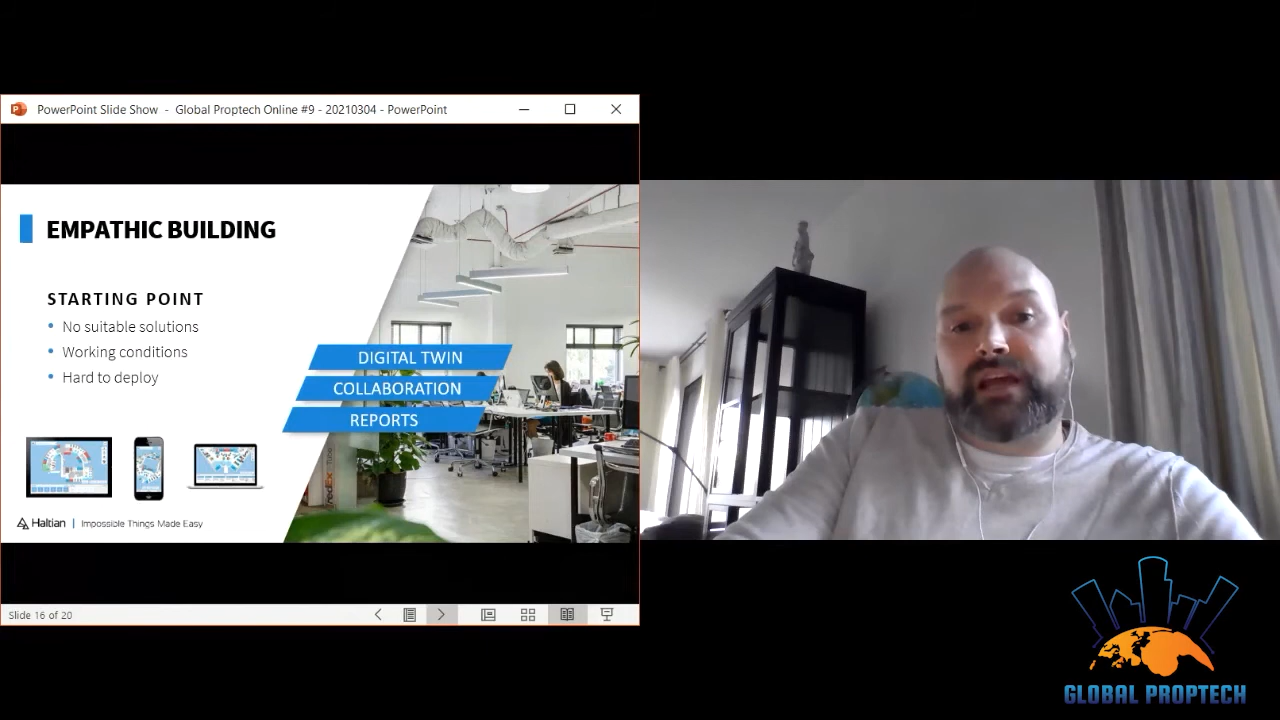 PowerPoint Slide Show - Global Proptech Online #9 - 20210304 - PowerPoint
EMPATHIC BUILDING
STARTING POINT
• No suitable solutions
• Working conditions
• Hard to deploy
DIGITAL TWIN
COLLABORATION
REPORTS
Haltian | Impossible Things Made Easy
Slide 16 of 20
GLOBAL PROPTECH